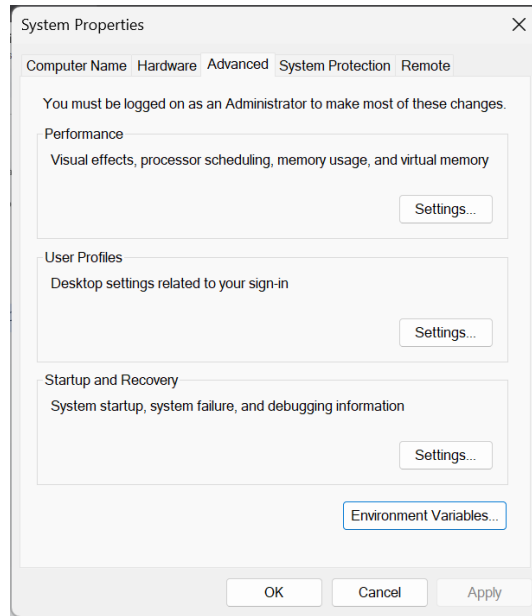 System Properties
Computer Name Hardware Advanced System Protection Remote
You must be logged on as an Administrator to make most of these changes.
Performance
Visual effects, processor scheduling, memory usage, and virtual memory
Settings...
User Profiles
Desktop settings related to your sign-in
Settings...
Startup and Recovery
System startup, system failure, and debugging information
Settings...
Environment Variables...
OK Cancel Apply